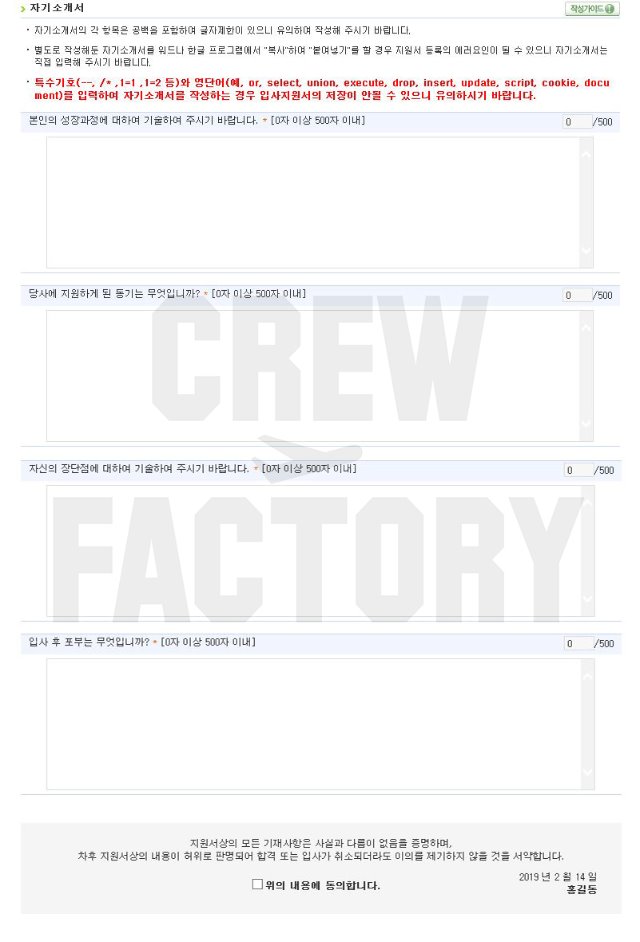 자기소개서
작성가이드
· 자기소개서의 각 항목은 공백을 포함하여 글자제한이 있으니 유의하여 작성해 주시기 바랍니다.
· 별도로 작성해둔 자기소개서를 워드나 한글 프로그램에서 "복사"하여 "붙여넣기"를 할 경우 지원서 등록의 에러요인이 될 수 있으니 자기소개서는
직접 입력해 주시기 바랍니다.
· 특수기호(--, /* ,1=1 ,1=2 등)와 영단어(예, or, select, union, execute, drop, insert, update, script, cookie, docu
ment)를 입력하여 자기소개서를 작성하는 경우 입사지원서의 저장이 안될 수 있으니 유의하시기 바랍니다.
본인의 성장과정에 대하여 기술하여 주시기 바랍니다. * [0자 이상 500자 이내] 0 /500
당사에 지원하게 된 동기는 무엇입니까? * [0자 이상 500자 이내] 0 /500
CREW
자신의 장단점에 대하여 기술하여 주시기 바랍니다. * [0자 이상 500자 이내] 0 /500
FACTORY
입사 후 포부는 무엇입니까? * [0자 이상 500자 이내] 0 /500
지원서상의 모든 기재사항은 사실과 다름이 없음을 증명하며,
차후 지원서상의 내용이 허위로 판명되어 합격 또는 입사가 취소되더라도 이의를 제기하지 않을 것을 서약합니다.
2019 년 2 월 14 일
위의 내용에 동의합니다.
홍길동